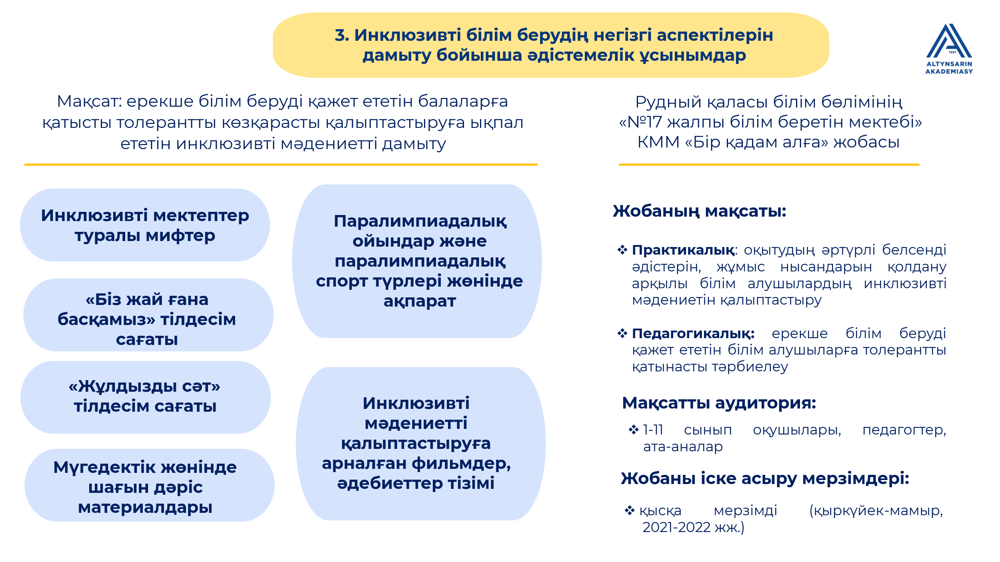 3. Инклюзивті білім берудің негізгі аспектілерін
дамыту бойынша әдістемелік ұсынымдар
1921
ALTYNSARIN
AKADEMIASY
Мақсат: ерекше білім беруді қажет ететін балаларға
қатысты толерантты көзқарасты қалыптастыруға ықпал
ететін инклюзивті мәдениетті дамыту
Рудный қаласы білім бөлімінің
«№17 жалпы білім беретін мектебі»
КММ «Бір қадам алға» жобасы
Инклюзивті мектептер
туралы мифтер
«Біз жай ғана
басқамыз» тілдесім
сағаты
«Жұлдызды сәт»
тілдесім сағаты
Мүгедектік жөнінде
шағын дәріс
материалдары
Паралимпиадалық
ойындар және
паралимпиадалық
спорт түрлері жөнінде
ақпарат
Инклюзивті
мәдениетті
қалыптастыруға
арналған фильмдер,
әдебиеттер тізімі
Жобаның мақсаты:
❖ Практикалық: оқытудың әртүрлі белсенді
әдістерін, жұмыс нысандарын қолдану
арқылы білім алушылардың инклюзивті
мәдениетін қалыптастыру
❖ Педагогикалық: ерекше білім беруді
қажет ететін білім алушыларға толерантты
қатынасты тәрбиелеу
Мақсатты аудитория:
❖ 1-11 сынып оқушылары, педагогтер,
ата-аналар
Жобаны іске асыру мерзімдері:
❖ қысқа мерзімді (қыркүйек-мамыр,
2021-2022 жж.)